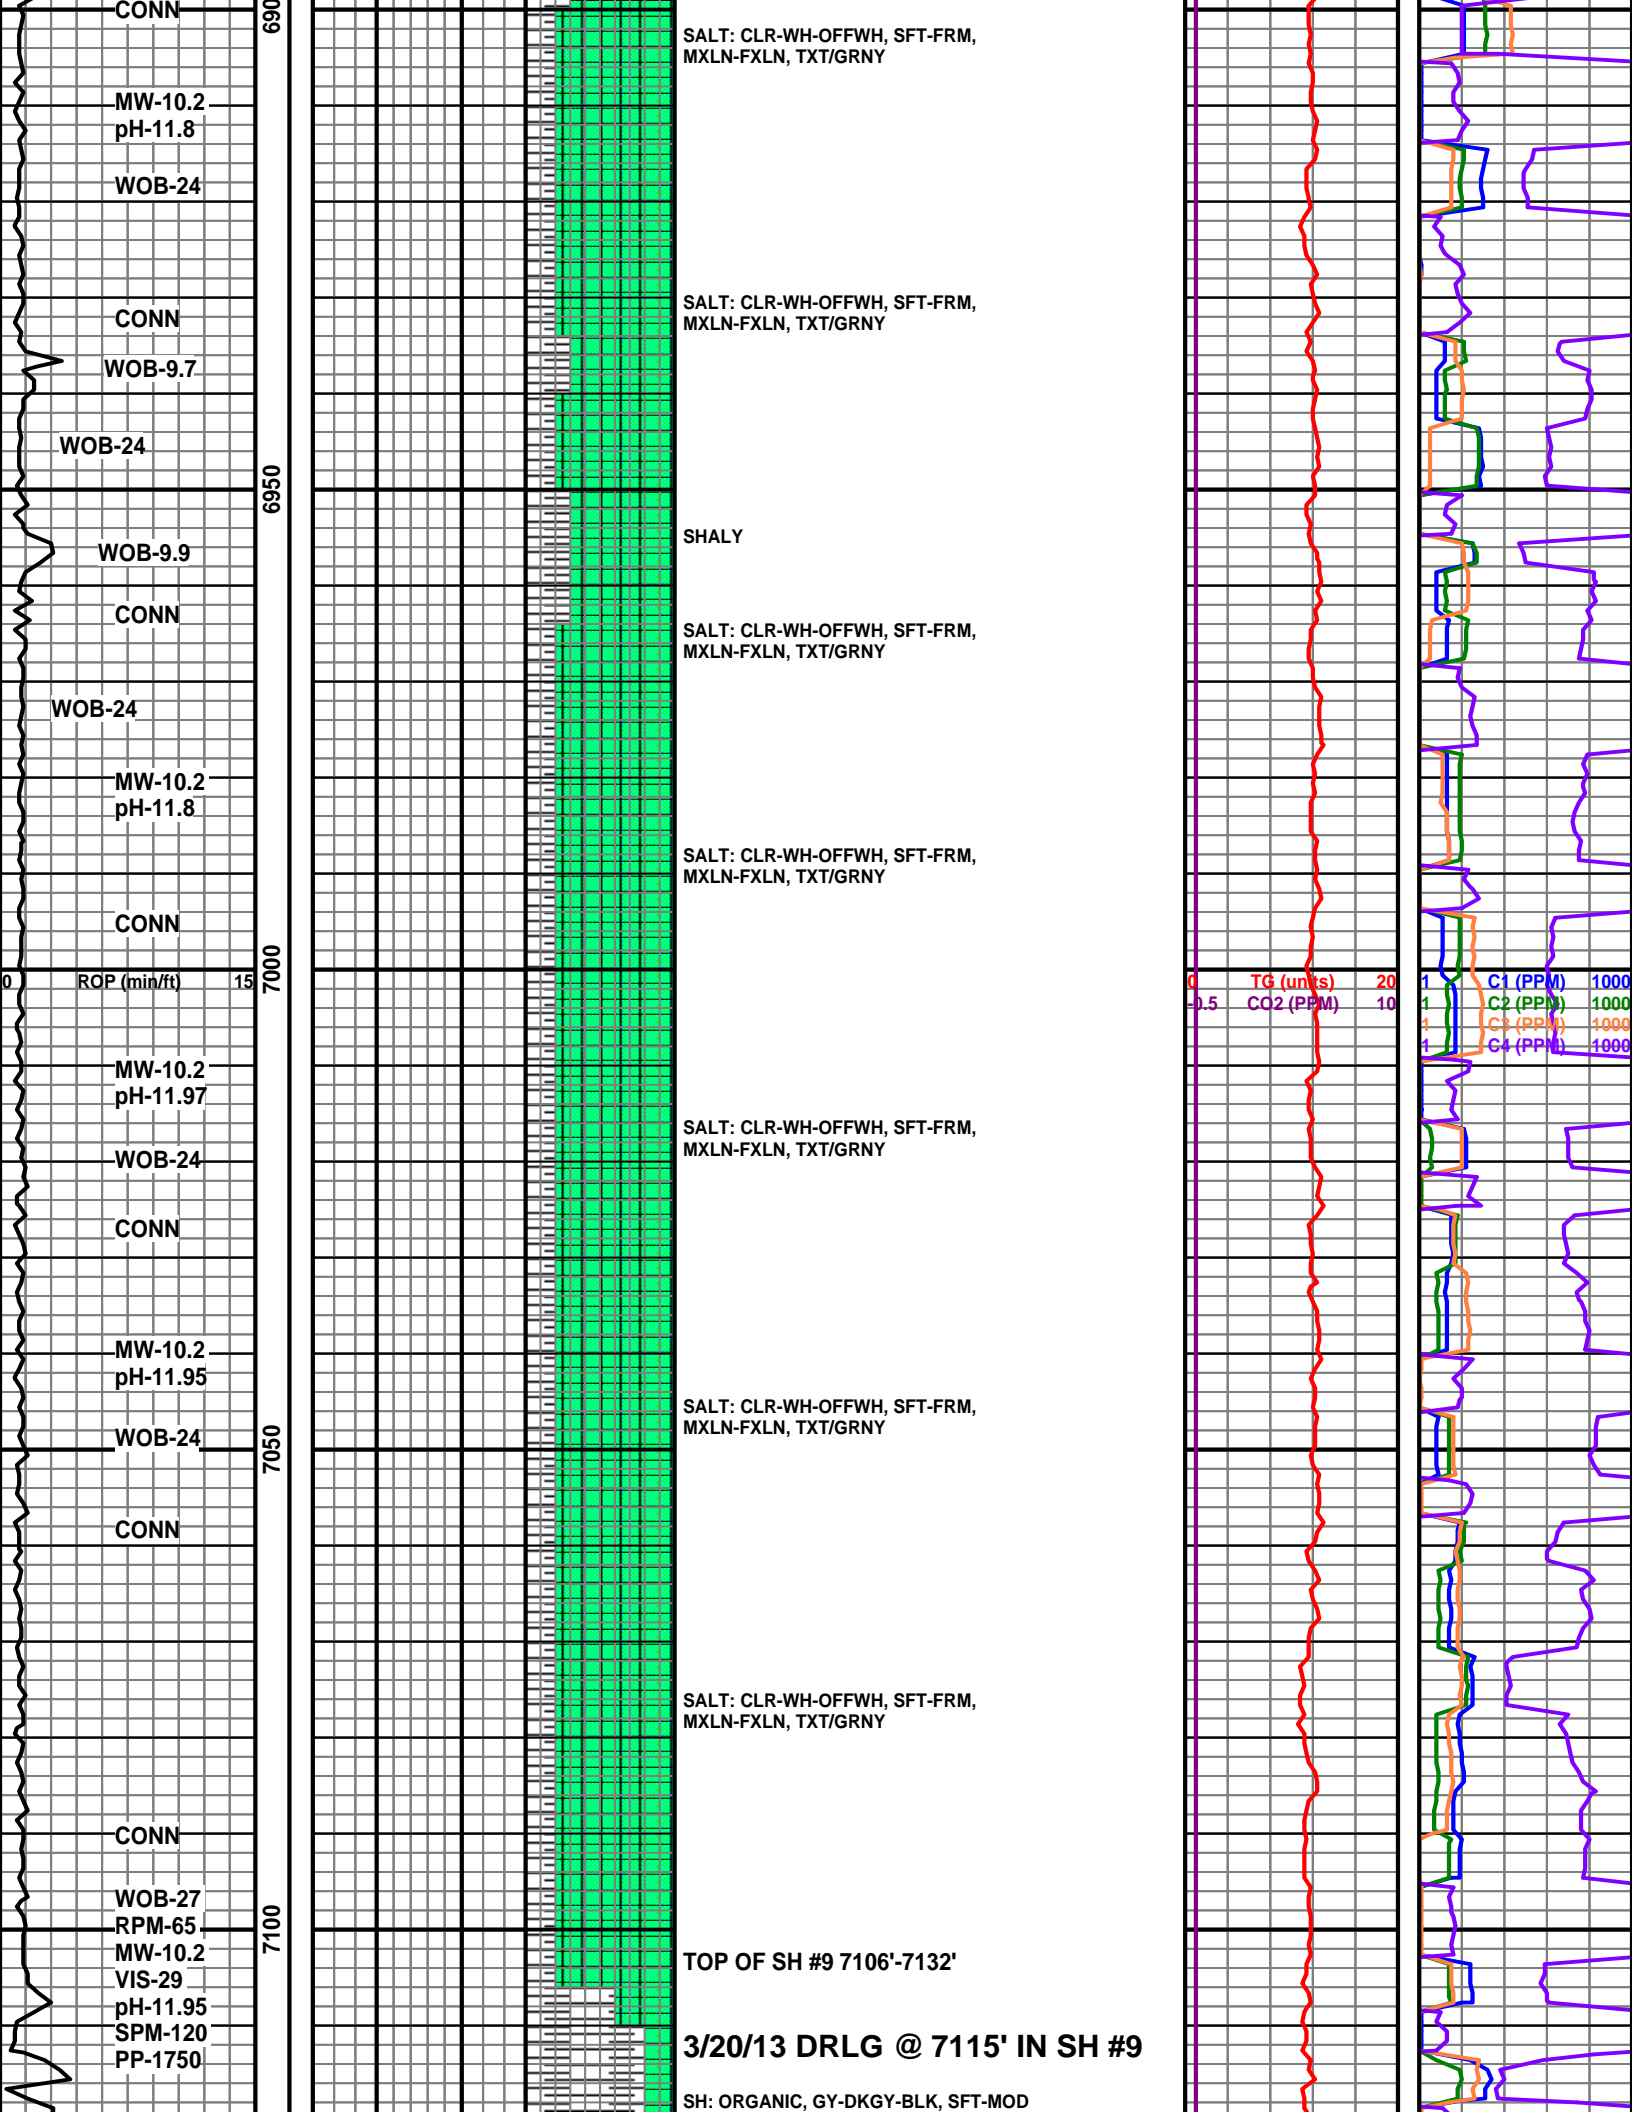 CONN
690
SALT: CLR-WH-OFFWH, SFT-FRM,
MXLN-FXLN, TXT/GRNY
MW-10.2
pH-11.8
WOB-24
SALT: CLR-WH-OFFWH, SFT-FRM,
MXLN-FXLN, TXT/GRNY
CONN
WOB-9.7
WOB-24
6950
SHALY
WOB-9.9
CONN
SALT: CLR-WH-OFFWH, SFT-FRM,
MXLN-FXLN, TXT/GRNY
WOB-24
MW-10.2
pH-11.8
SALT: CLR-WH-OFFWH, SFT-FRM,
MXLN-FXLN, TXT/GRNY
CONN
7000
0 ROP (min/ft) 15
0 TG (units) 20
-0.5 CO2 (PPM) 10
1 C1 (PPM) 1000
1 C2 (PPM) 1000
1 C3 (PPM) 1000
1 C4 (PPM) 1000
MW-10.2
pH-11.97
SALT: CLR-WH-OFFWH, SFT-FRM,
MXLN-FXLN, TXT/GRNY
WOB-24
CONN
MW-10.2
pH-11.95
SALT: CLR-WH-OFFWH, SFT-FRM,
MXLN-FXLN, TXT/GRNY
WOB-24
7050
CONN
SALT: CLR-WH-OFFWH, SFT-FRM,
MXLN-FXLN, TXT/GRNY
CONN
WOB-27
RPM-65
7100
MW-10.2
TOP OF SH #9 7106'-7132'
VIS-29
pH-11.95
SPM-120
3/20/13 DRLG @ 7115' IN SH #9
PP-1750
SH: ORGANIC, GY-DKGY-BLK, SFT-MOD